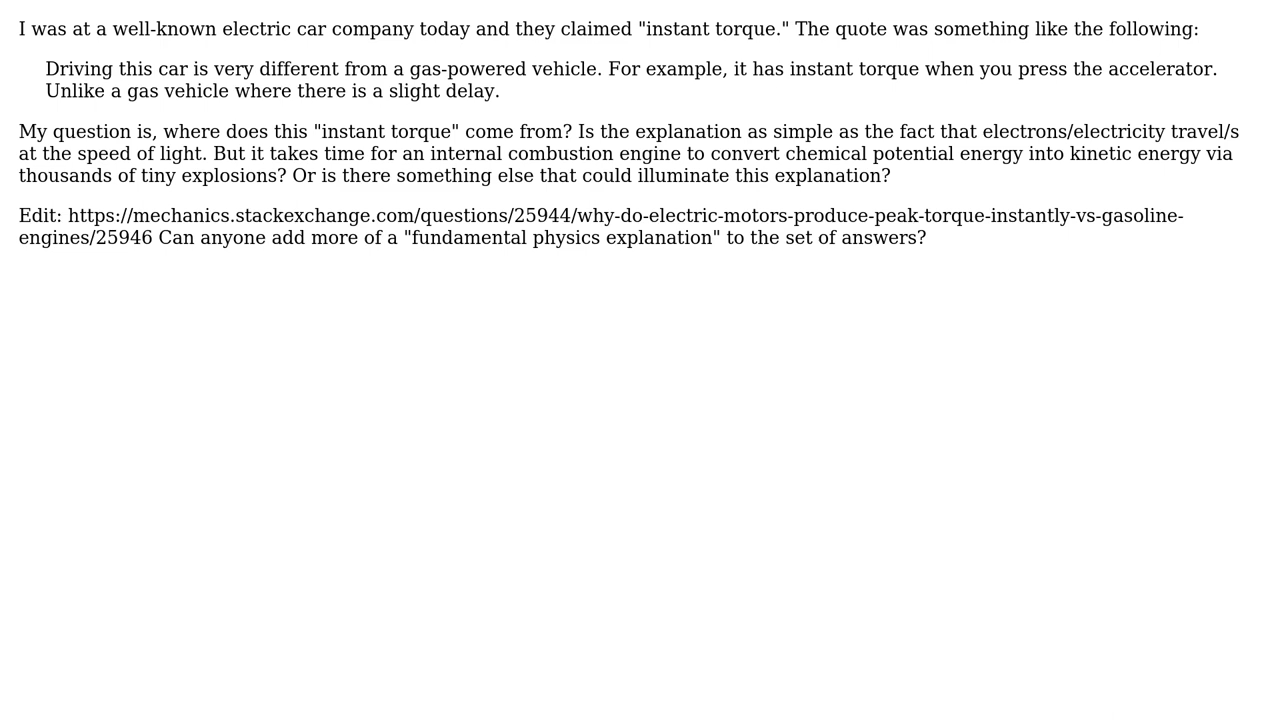 I was at a well-known electric car company today and they claimed "instant torque." The quote was something like the following:
Driving this car is very different from a gas-powered vehicle. For example, it has instant torque when you press the accelerator.
Unlike a gas vehicle where there is a slight delay.
My question is, where does this "instant torque" come from? Is the explanation as simple as the fact that electrons/electricity travel/s
at the speed of light. But it takes time for an internal combustion engine to convert chemical potential energy into kinetic energy via
thousands of tiny explosions? Or is there something else that could illuminate this explanation?
Edit: https://mechanics.stackexchange.com/questions/25944/why-do-electric-motors-produce-peak-torque-instantly-vs-gasoline-
engines/25946 Can anyone add more of a "fundamental physics explanation" to the set of answers?